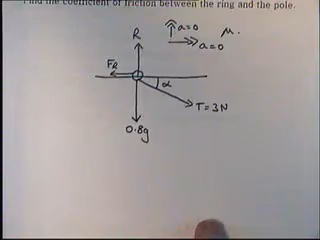 Find the coefficient of friction between the ring and the pole.
a=0
μ.
R
a=0
FR
α
T=3N
0.8g